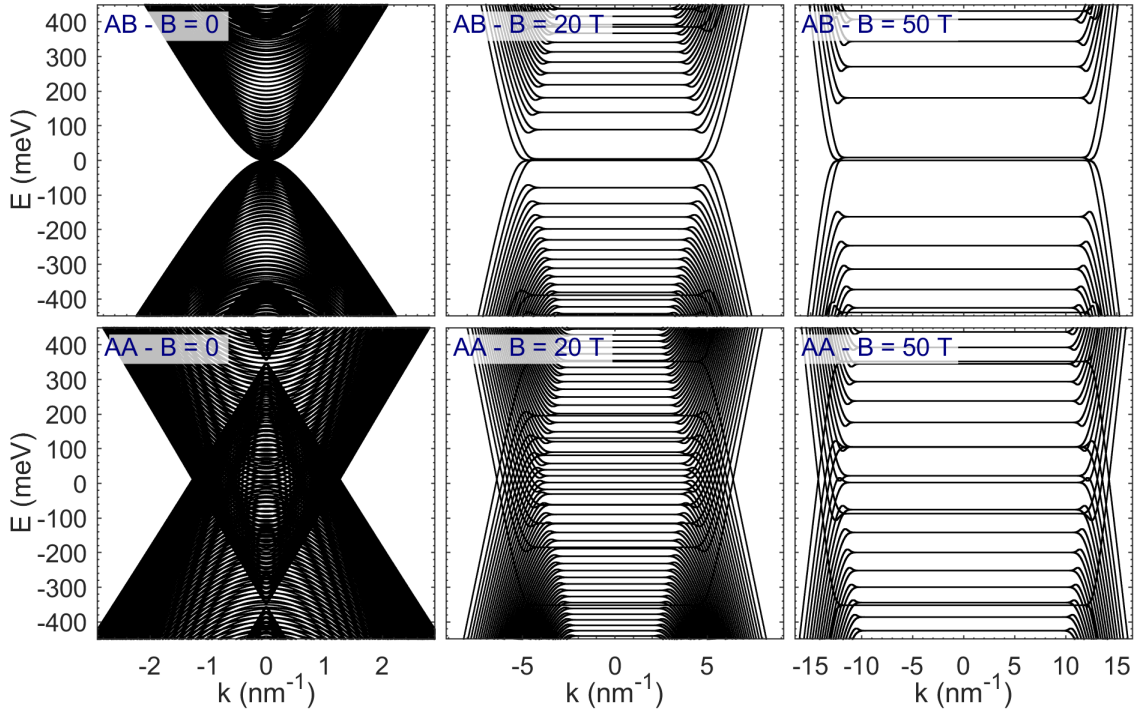 AB - B = 0
AB - B = 20 T
AB - B = 50 T
400
300
200
100
0
-100
-200
-300
-400
E (meV)
AA - B = 0
AA - B = 20 T
AA - B = 50 T
400
300
200
100
0
-100
-200
-300
-400
E (meV)
-2 -1 0 1 2
-5 0 5
-15 -10 -5 0 5 10 15
k (nm⁻¹)
k (nm⁻¹)
k (nm⁻¹)